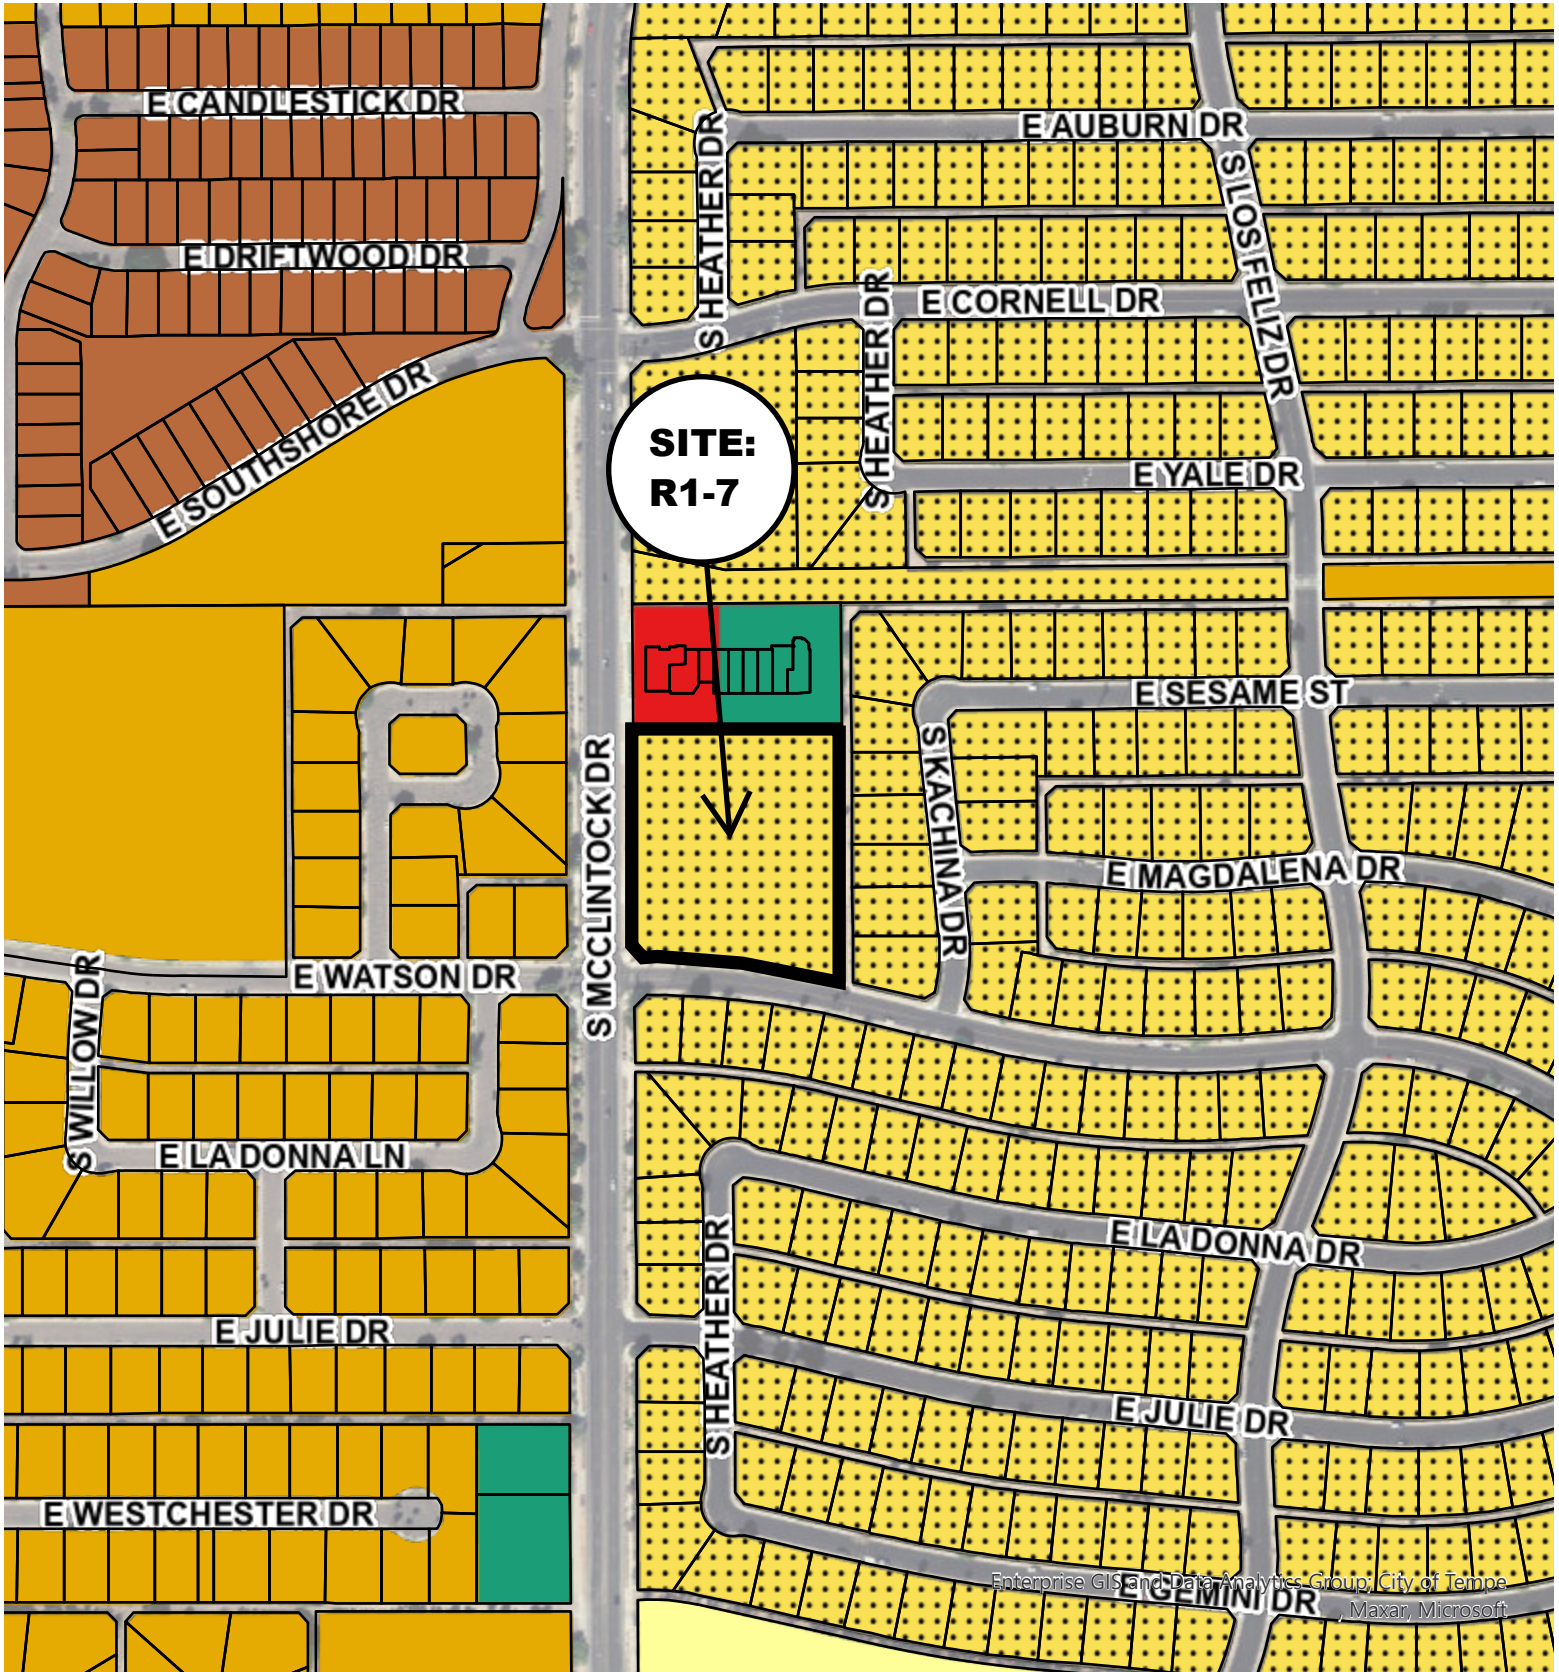 E CANDLESTICK DR
E AUBURN DR
S HEATHER DR
S LOS FELIZ DR
E DRIFTWOOD DR
E CORNELL DR
S HEATHER DR
E SOUTHSHORE DR
SITE:
R1-7
E YALE DR
E SESAME ST
S KACHINA DR
S MCCLINTOCK DR
E MAGDALENA DR
E WATSON DR
S WILLOW DR
E LA DONNA LN
E LA DONNA DR
S HEATHER DR
E JULIE DR
E JULIE DR
E WESTCHESTER DR
E GEMINI DR
Enterprise GIS and Data Analytics Group; City of Tempe
, Maxar, Microsoft